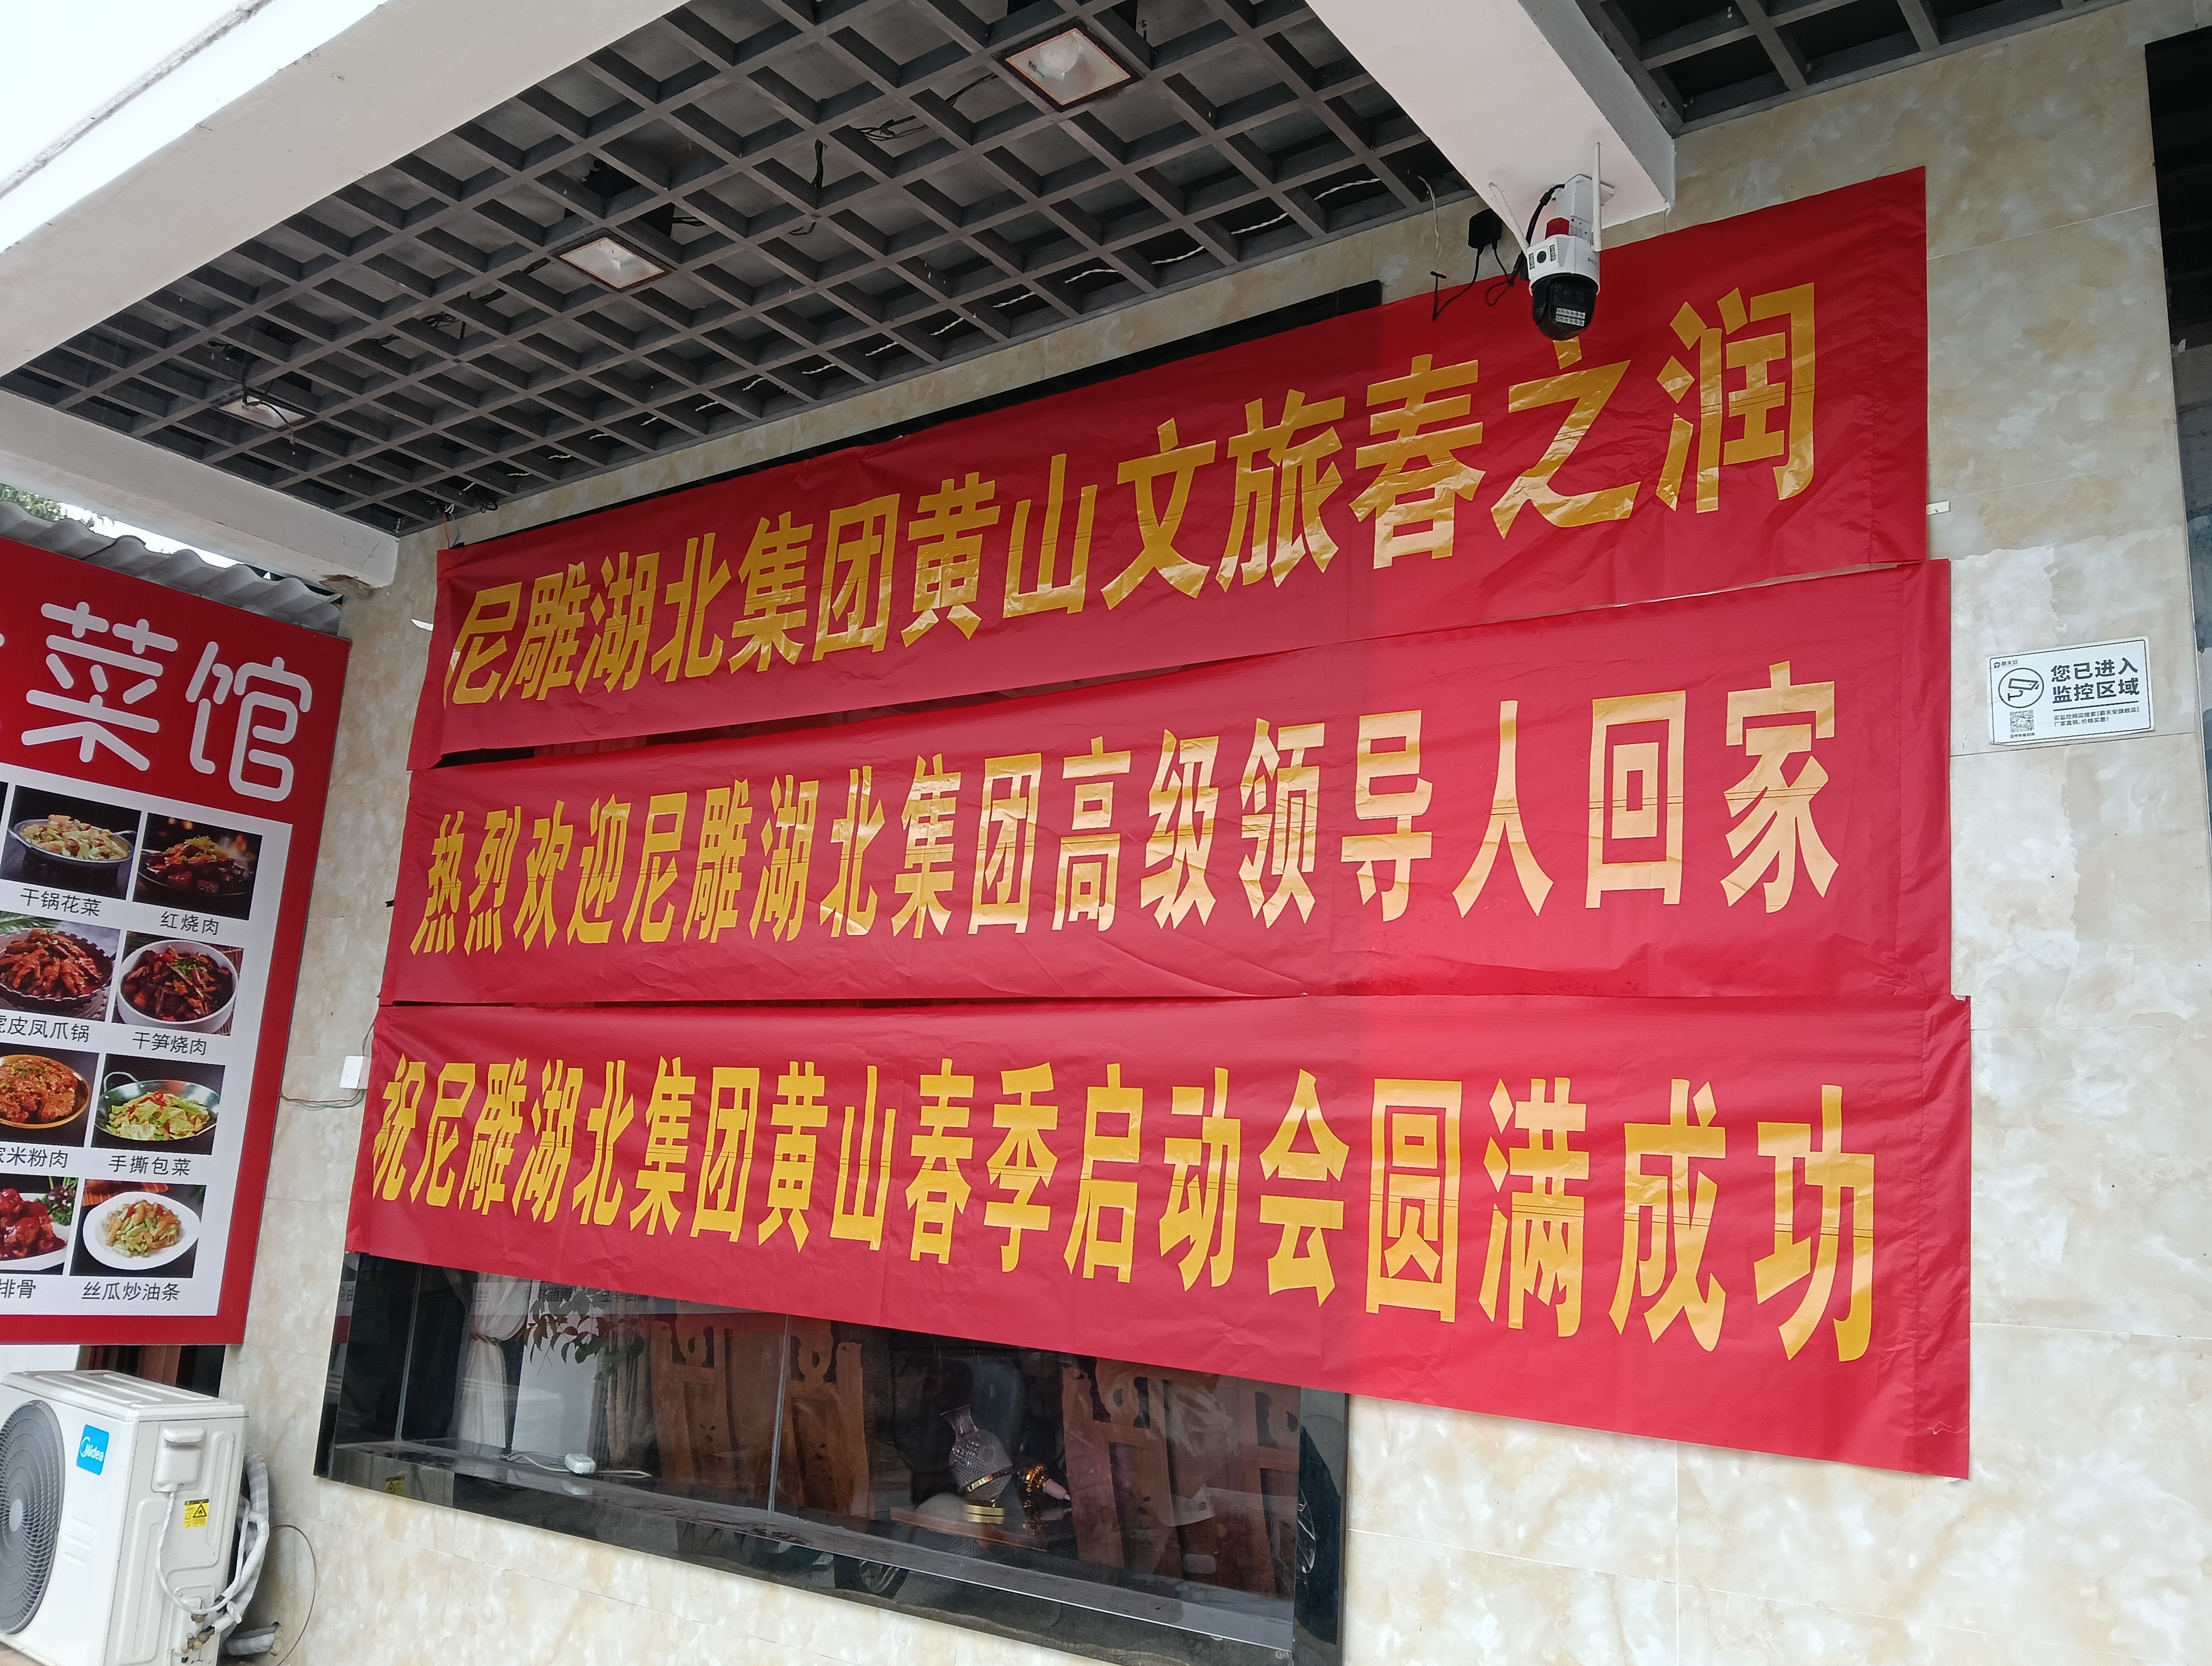 尼雕湖北集团黄山文旅春之润
热烈欢迎尼雕湖北集团高级领导人回家
祝尼雕湖北集团黄山春季启动会圆满成功
菜馆
干锅花菜
红烧肉
皮凤爪锅
干笋烧肉
米粉肉
手撕包菜
排骨
丝瓜炒油条
Midea
您已进入
监控区域